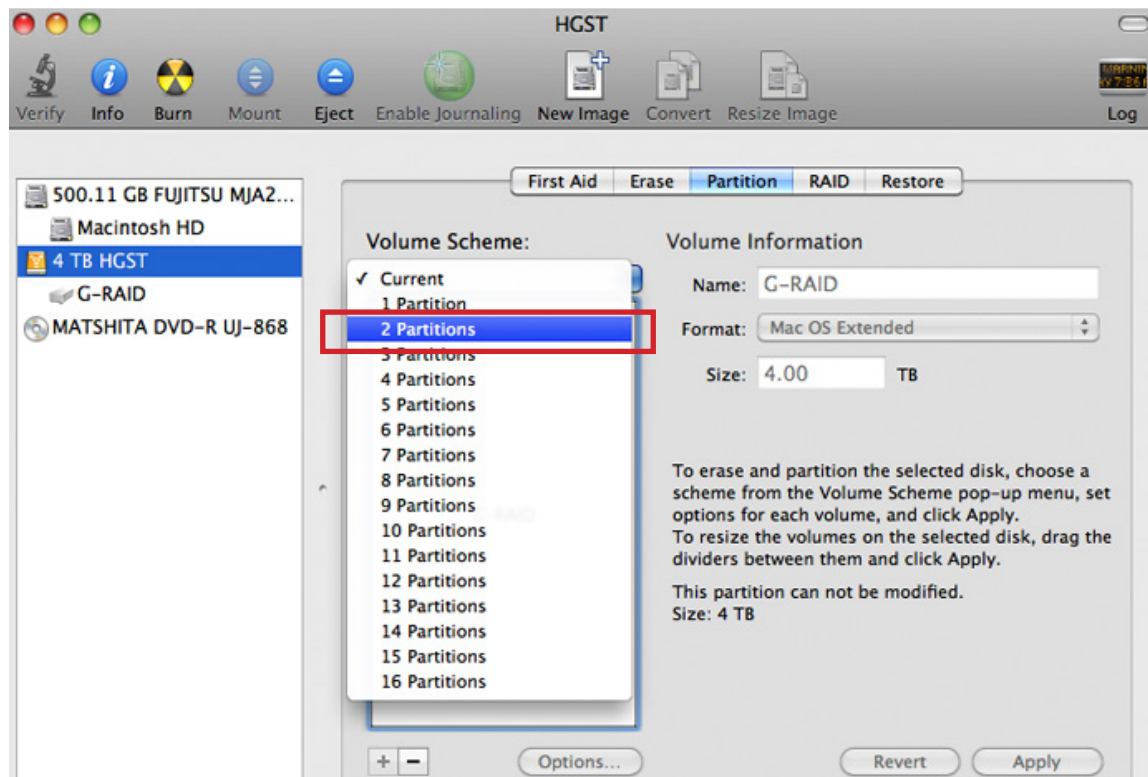 HGST
Verify Info Burn Mount Eject Enable Journaling New Image Convert Resize Image Log
First Aid Erase Partition RAID Restore
500.11 GB FUJITSU MJA2...
Macintosh HD
4 TB HGST
G-RAID
MATSHITA DVD-R UJ-868
Volume Scheme:
✓ Current
1 Partition
2 Partitions
3 Partitions
4 Partitions
5 Partitions
6 Partitions
7 Partitions
8 Partitions
9 Partitions
10 Partitions
11 Partitions
12 Partitions
13 Partitions
14 Partitions
15 Partitions
16 Partitions
+ − Options...
Volume Information
Name: G-RAID
Format: Mac OS Extended
Size: 4.00 TB
To erase and partition the selected disk, choose a
scheme from the Volume Scheme pop-up menu, set
options for each volume, and click Apply.
To resize the volumes on the selected disk, drag the
dividers between them and click Apply.
This partition can not be modified.
Size: 4 TB
Revert Apply